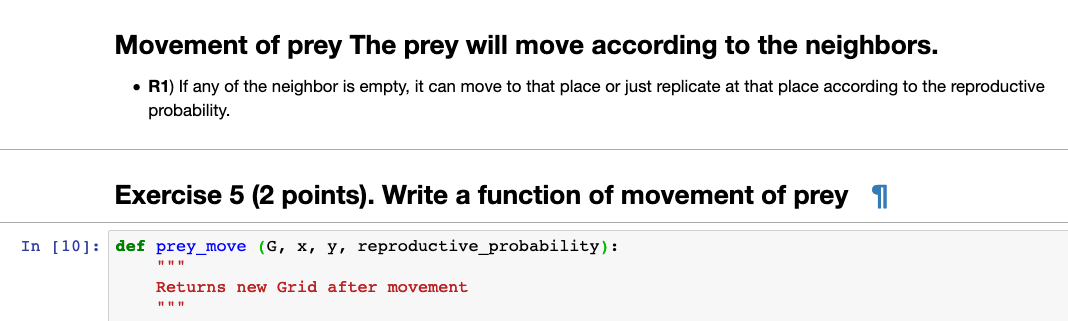 Movement of prey The prey will move according to the neighbors.
• R1) If any of the neighbor is empty, it can move to that place or just replicate at that place according to the reproductive
probability.
Exercise 5 (2 points). Write a function of movement of prey ¶
In [10]: def prey_move (G, x, y, reproductive_probability):
"""
Returns new Grid after movement
"""